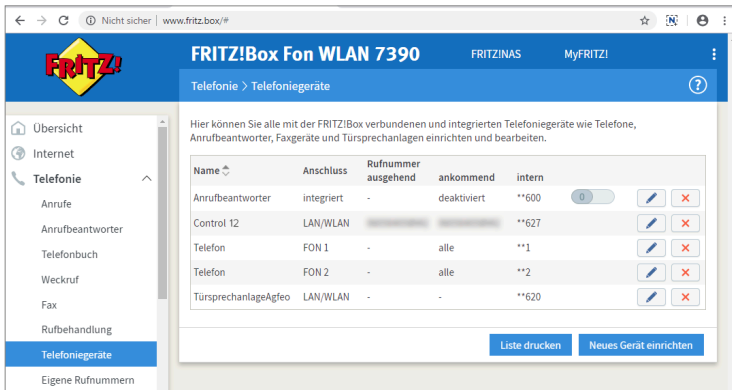 Nicht sicher | www.fritz.box/#
FRITZ!
FRITZ!Box Fon WLAN 7390
FRITZ!NAS
MyFRITZ!
Telefonie > Telefoniegeräte
?
Übersicht
Internet
Telefonie
Anrufe
Anrufbeantworter
Telefonbuch
Weckruf
Fax
Rufbehandlung
Telefoniegeräte
Eigene Rufnummern
Hier können Sie alle mit der FRITZ!Box verbundenen und integrierten Telefoniegeräte wie Telefone,
Anrufbeantworter, Faxgeräte und Türsprechanlagen einrichten und bearbeiten.
Name Anschluss Rufnummer ausgehend ankommend intern
Anrufbeantworter integriert - deaktiviert **600 0
Control 12 LAN/WLAN **627
Telefon FON 1 - alle **1
Telefon FON 2 - alle **2
TürsprechanlageAgfeo LAN/WLAN - - **620
Liste drucken
Neues Gerät einrichten